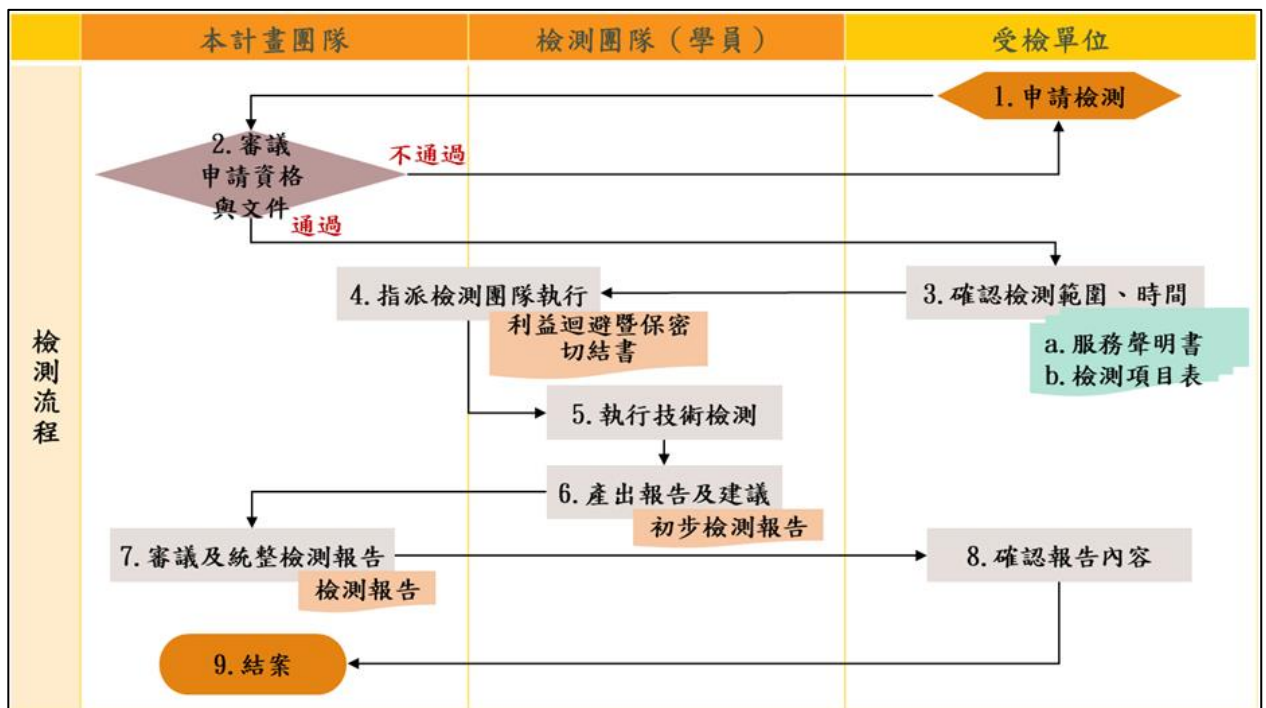 本計畫團隊
檢測團隊（學員）
受檢單位
檢測流程
1.申請檢測
2.審議
申請資格
與文件
不通過
通過
3.確認檢測範圍、時間
a.服務聲明書
b.檢測項目表
4.指派檢測團隊執行
利益迴避暨保密
切結書
5.執行技術檢測
6.產出報告及建議
初步檢測報告
7.審議及統整檢測報告
檢測報告
8.確認報告內容
9.結案